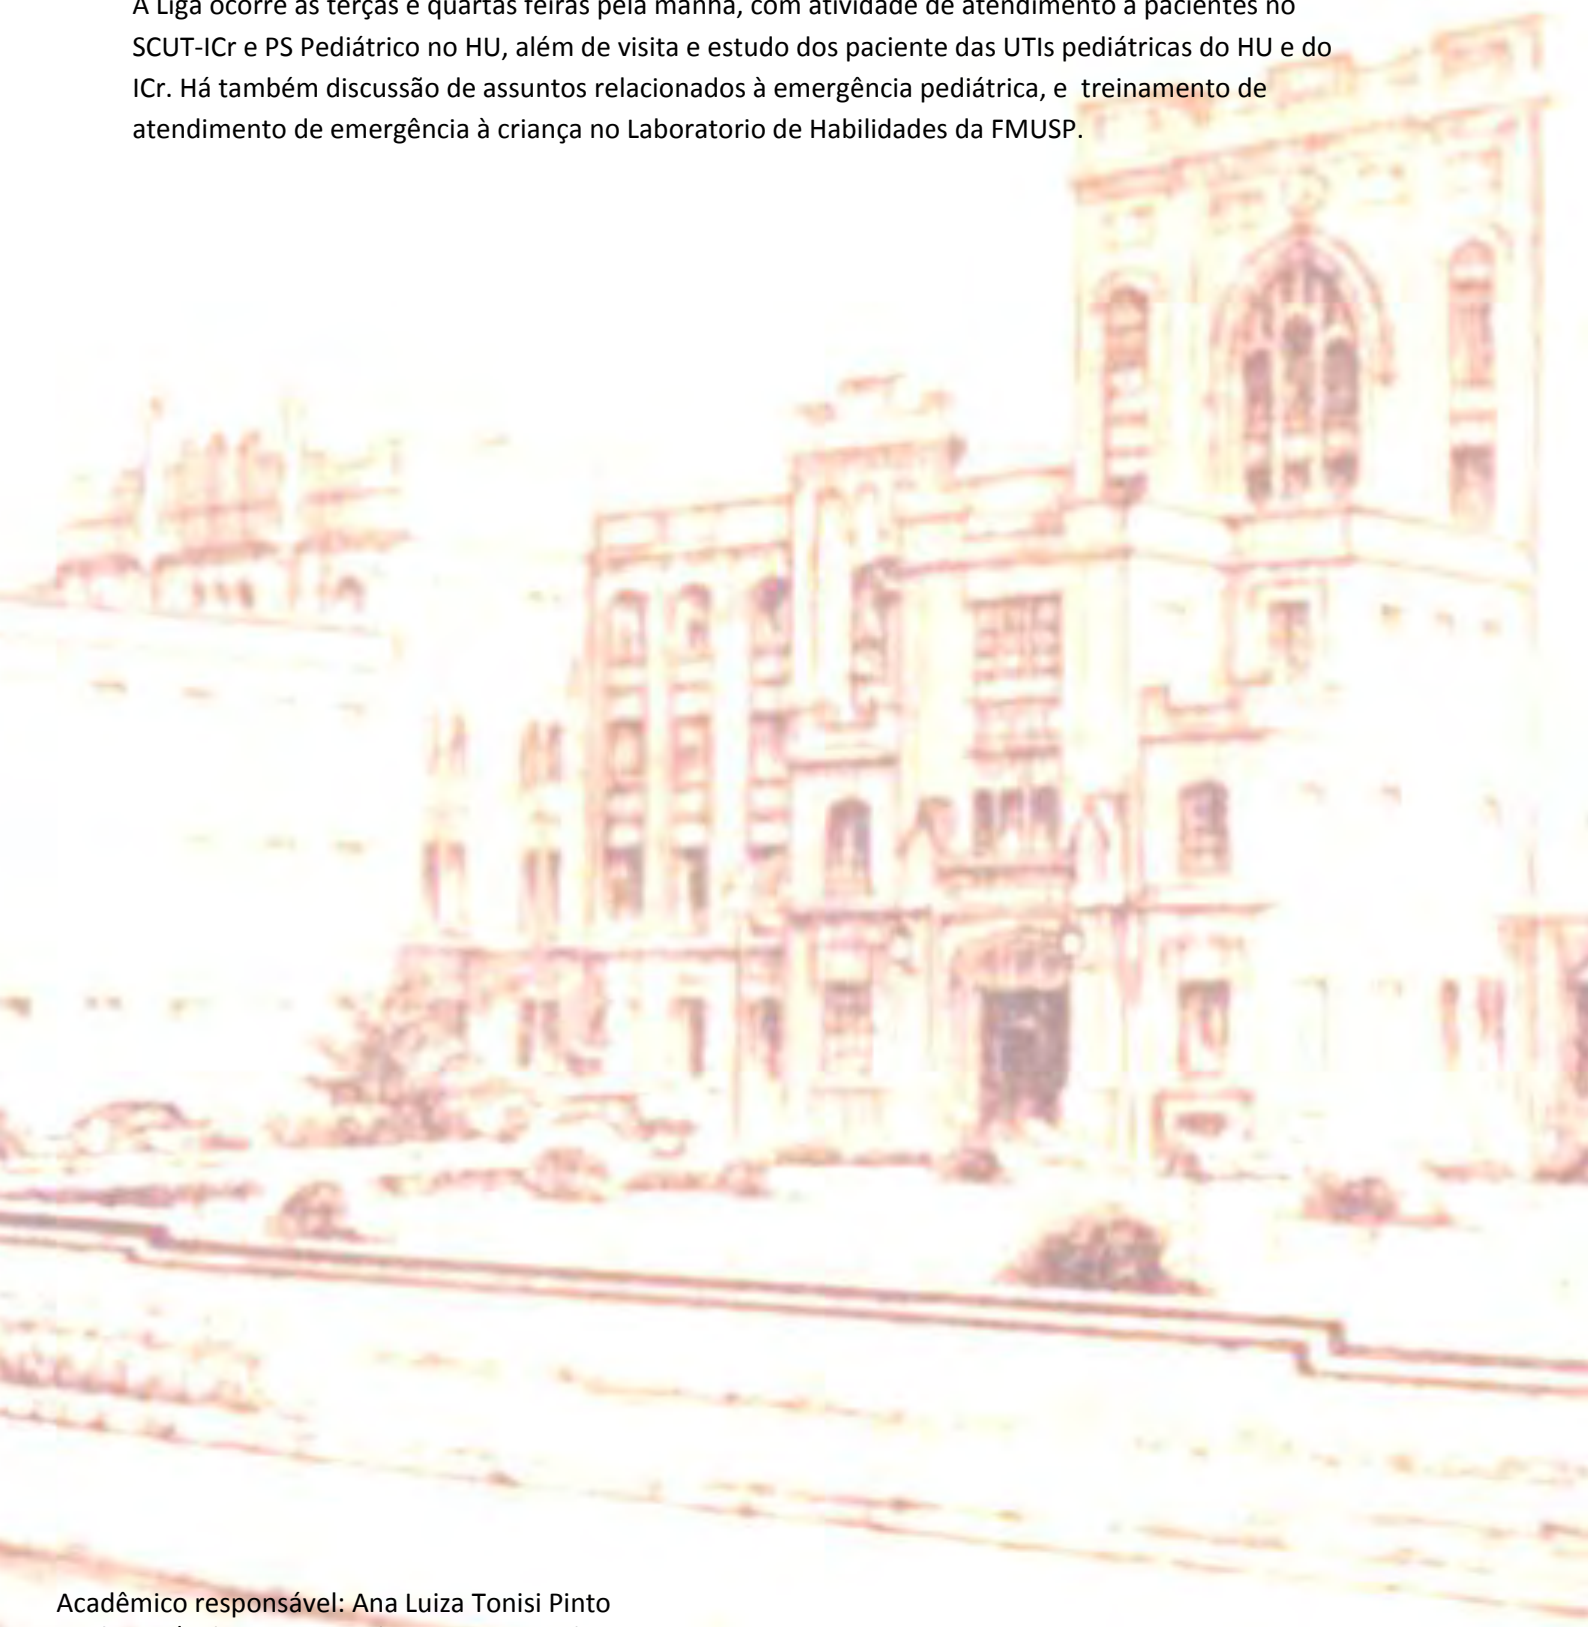 A Liga ocorre às terças e quartas feiras pela manhã, com atividade de atendimento a pacientes no
SCUT-ICr e PS Pediátrico no HU, além de visita e estudo dos paciente das UTIs pediátricas do HU e do
ICr. Há também discussão de assuntos relacionados à emergência pediátrica, e  treinamento de
atendimento de emergência à criança no Laboratorio de Habilidades da FMUSP.
Acadêmico responsável: Ana Luiza Tonisi Pinto